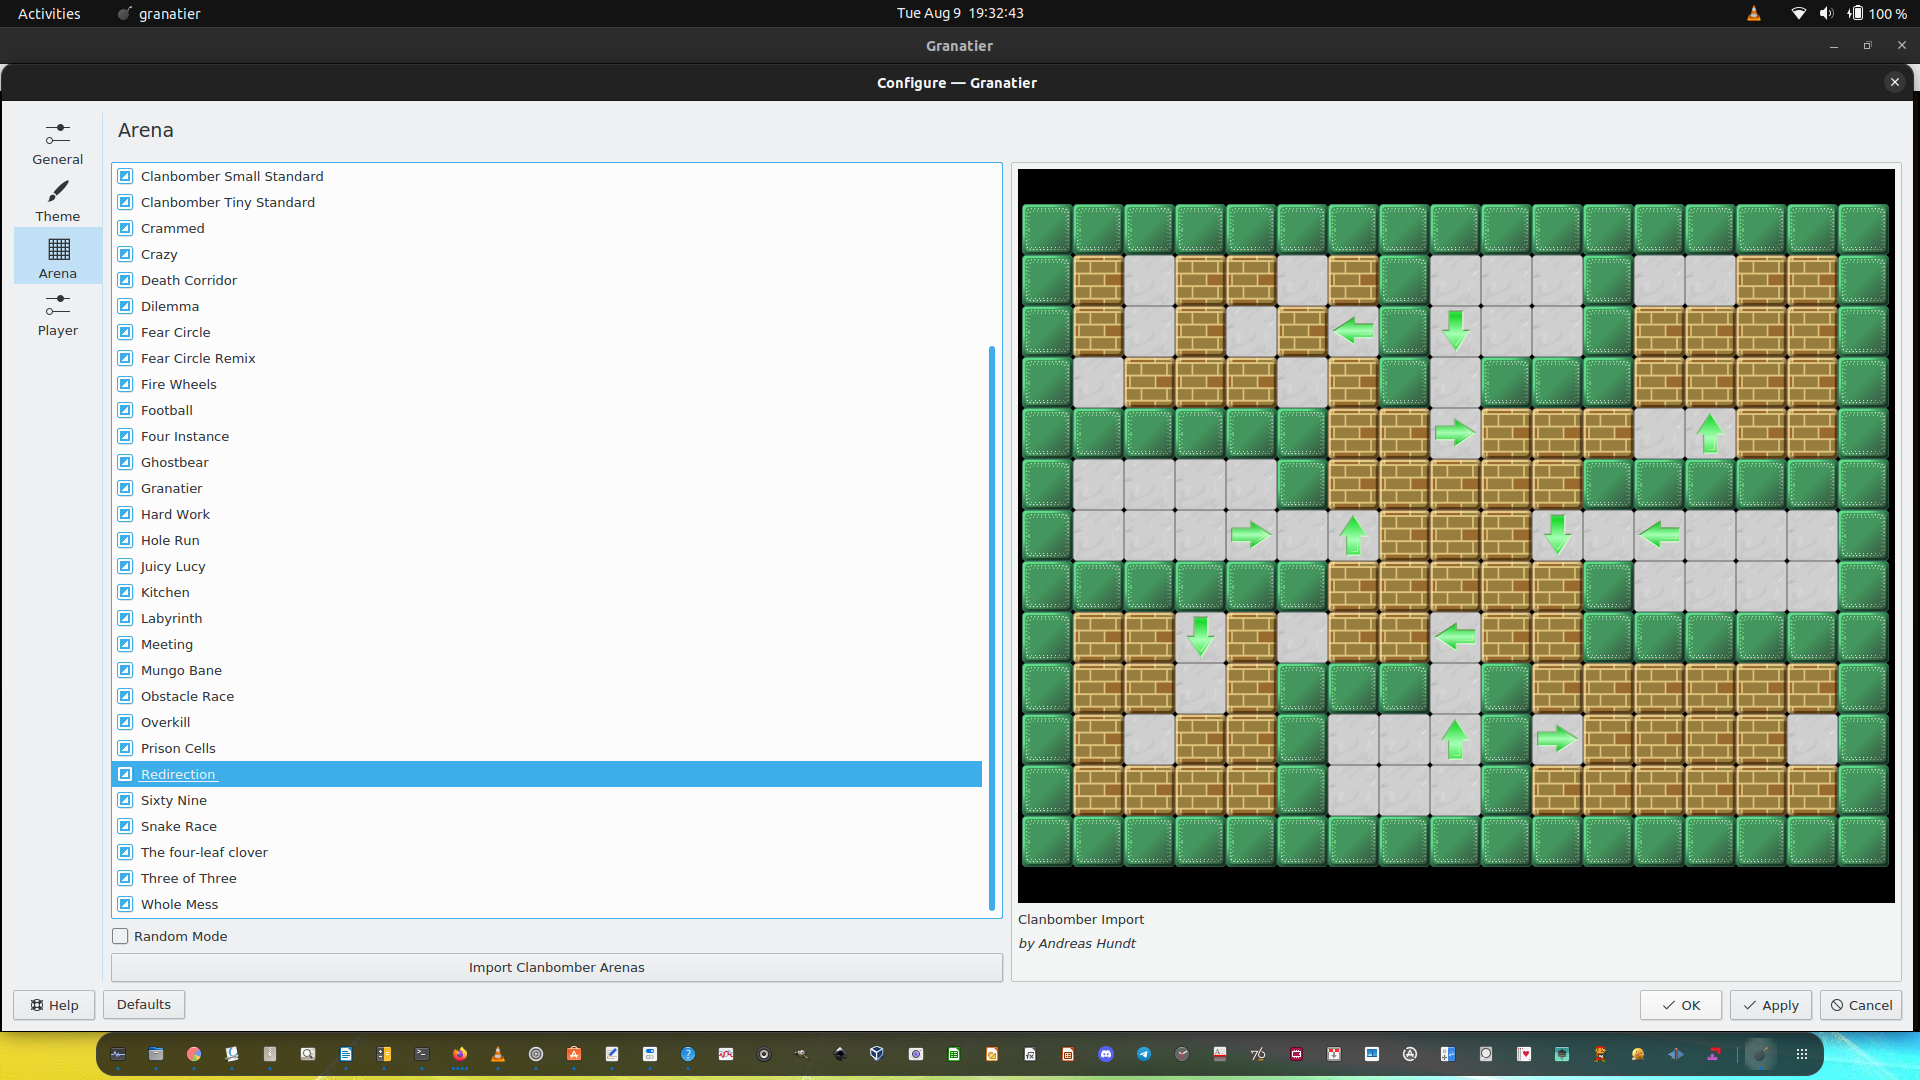 Activities
granatier
Tue Aug 9 19:32:43
100 %
Granatier
Configure — Granatier
General
Theme
Arena
Player
Arena
Clanbomber Small Standard
Clanbomber Tiny Standard
Crammed
Crazy
Death Corridor
Dilemma
Fear Circle
Fear Circle Remix
Fire Wheels
Football
Four Instance
Ghostbear
Granatier
Hard Work
Hole Run
Juicy Lucy
Kitchen
Labyrinth
Meeting
Mungo Bane
Obstacle Race
Overkill
Prison Cells
Redirection
Sixty Nine
Snake Race
The four-leaf clover
Three of Three
Whole Mess
Random Mode
Import Clanbomber Arenas
Clanbomber Import
by Andreas Hundt
Help
Defaults
OK
Apply
Cancel